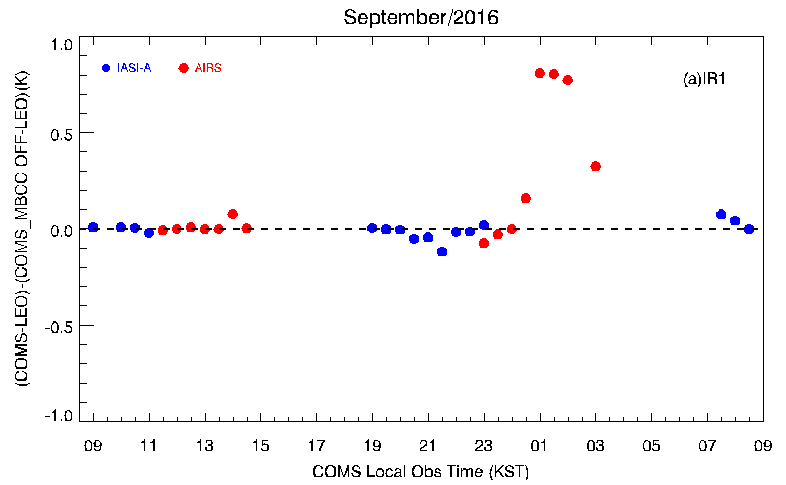 September/2016
(COMS-LEO)-(COMS_MBCC OFF-LEO)(K)
1.0
0.5
0.0
-0.5
-1.0
IASI-A
AIRS
(a)IR1
09 11 13 15 17 19 21 23 01 03 05 07 09
COMS Local Obs Time (KST)